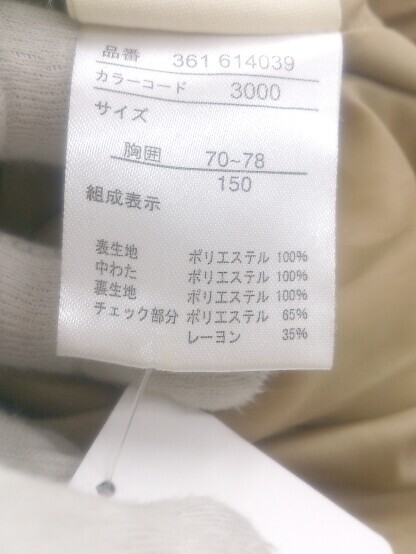 品番 361 614039
カラーコード 3000
サイズ
胸囲 70~78
150
組成表示
表生地 ポリエステル 100%
中わた ポリエステル 100%
裏生地 ポリエステル 100%
チェック部分 ポリエステル 65%
レーヨン 35%